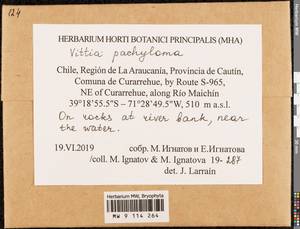 124
HERBARIUM HORTI BOTANICI PRINCIPALIS (MHA)
Vittia pachyloma
Chile, Región de La Araucanía, Provincia de Cautín,
Comuna de Curarrehue, by Route S-965,
NE of Curarrehue, along Río Maichín
39°18'55.5"S – 71°28'49.5"W, 510 m a.s.l.
On rocks at river bank, near
the water.
19.VI.2019 собр. М. Игнатов и Е.Игнатова
/coll. M. Ignatov & M. Ignatova 19-287
det. J. Larraín
Herbarium MW, Bryophyta
MW 9 114 264